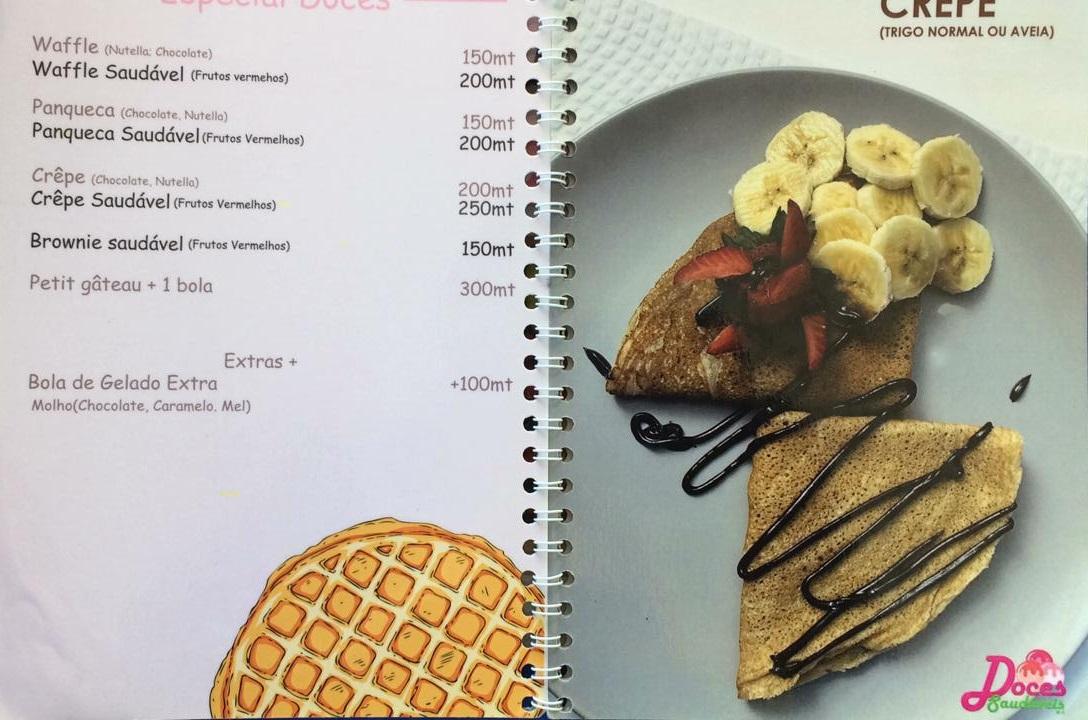 Especial Doces
Waffle (Nutella; Chocolate) 150mt
Waffle Saudável (Frutos vermehos) 200mt
Panqueca (Chocolate, Nutella) 150mt
Panqueca Saudável (Frutos Vermelhos) 200mt
Crêpe (Chocolate, Nutella) 200mt
Crêpe Saudável (Frutos Vermelhos) 250mt
Brownie saudável (Frutos Vermelhos) 150mt
Petit gâteau + 1 bola 300mt
Extras +
Bola de Gelado Extra +100mt
Molho(Chocolate, Caramelo. Mel)
CREPE
(TRIGO NORMAL OU AVEIA)
Doces
Saudáveis